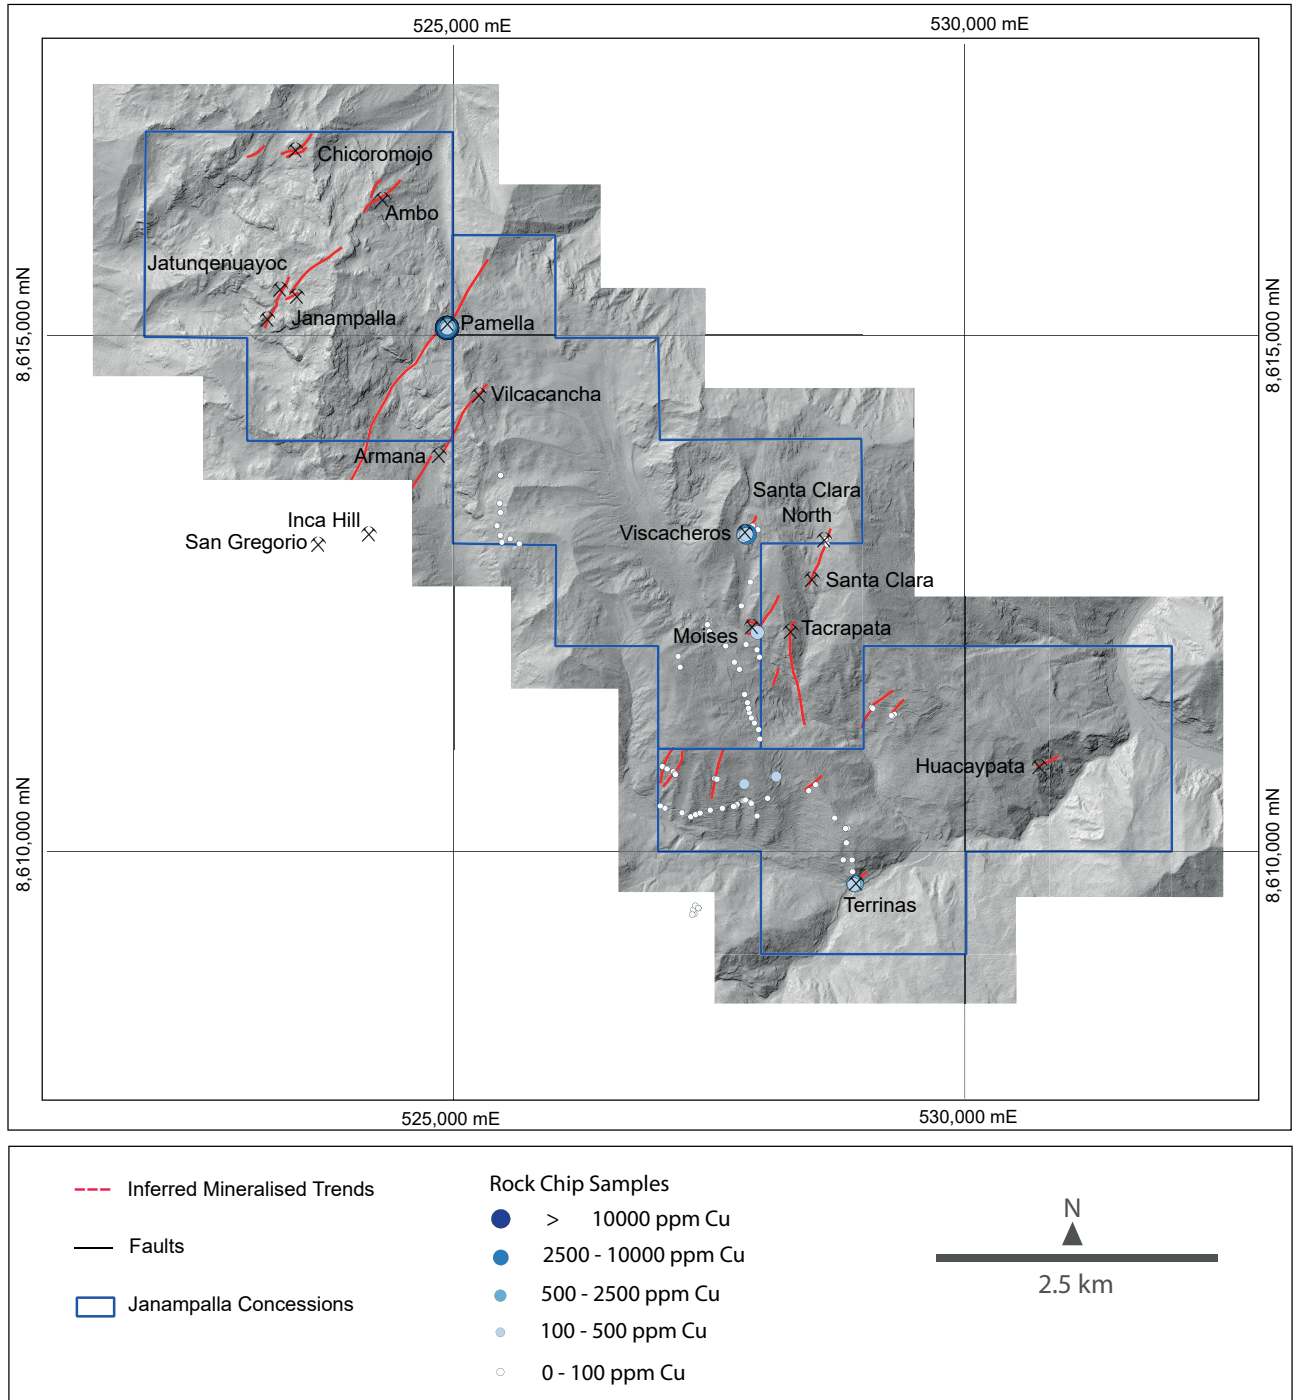 525,000 mE
530,000 mE
8,615,000 mN
8,615,000 mN
8,610,000 mN
8,610,000 mN
Chicoromojo
Ambo
Jatunqenuayoc
Janampalla
Pamella
Vilcacancha
Armana
Inca Hill
San Gregorio
Santa Clara
North
Viscacheros
Santa Clara
Moises
Tacrapata
Huacaypata
Terrinas
525,000 mE
530,000 mE
Inferred Mineralised Trends
Faults
Janampalla Concessions
Rock Chip Samples
> 10000 ppm Cu
2500 - 10000 ppm Cu
500 - 2500 ppm Cu
100 - 500 ppm Cu
0 - 100 ppm Cu
N
2.5 km